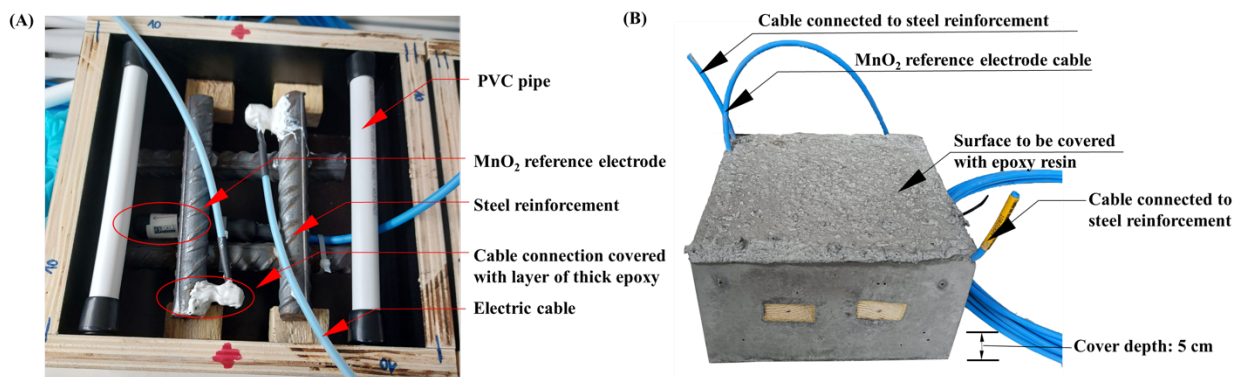 (A)
PVC pipe
MnO₂ reference electrode
Steel reinforcement
Cable connection covered
with layer of thick epoxy
Electric cable
10
10
10
10
(B)
Cable connected to steel reinforcement
MnO₂ reference electrode cable
Surface to be covered
with epoxy resin
Cable connected to
steel reinforcement
Cover depth: 5 cm